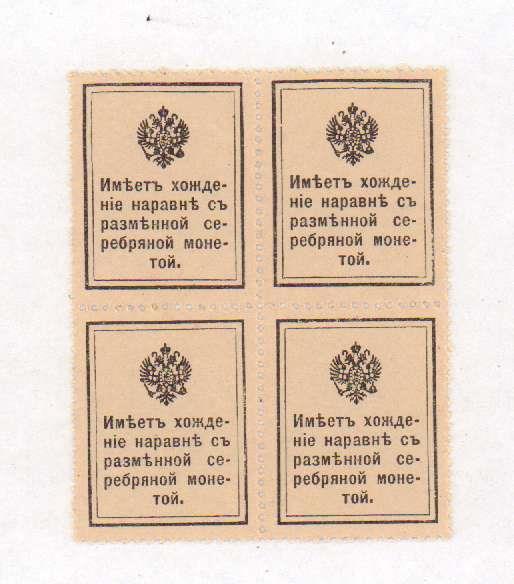 Имѣетъ хожде-
ніе наравнѣ съ
размѣнной се-
ребряной моне-
той.
Имѣетъ хожде-
ніе наравнѣ съ
размѣнной се-
ребряной моне-
той.
Имѣетъ хожде-
ніе наравнѣ съ
размѣнной се-
ребряной моне-
той.
Имѣетъ хожде-
ніе наравнѣ съ
размѣнной се-
ребряной моне-
той.